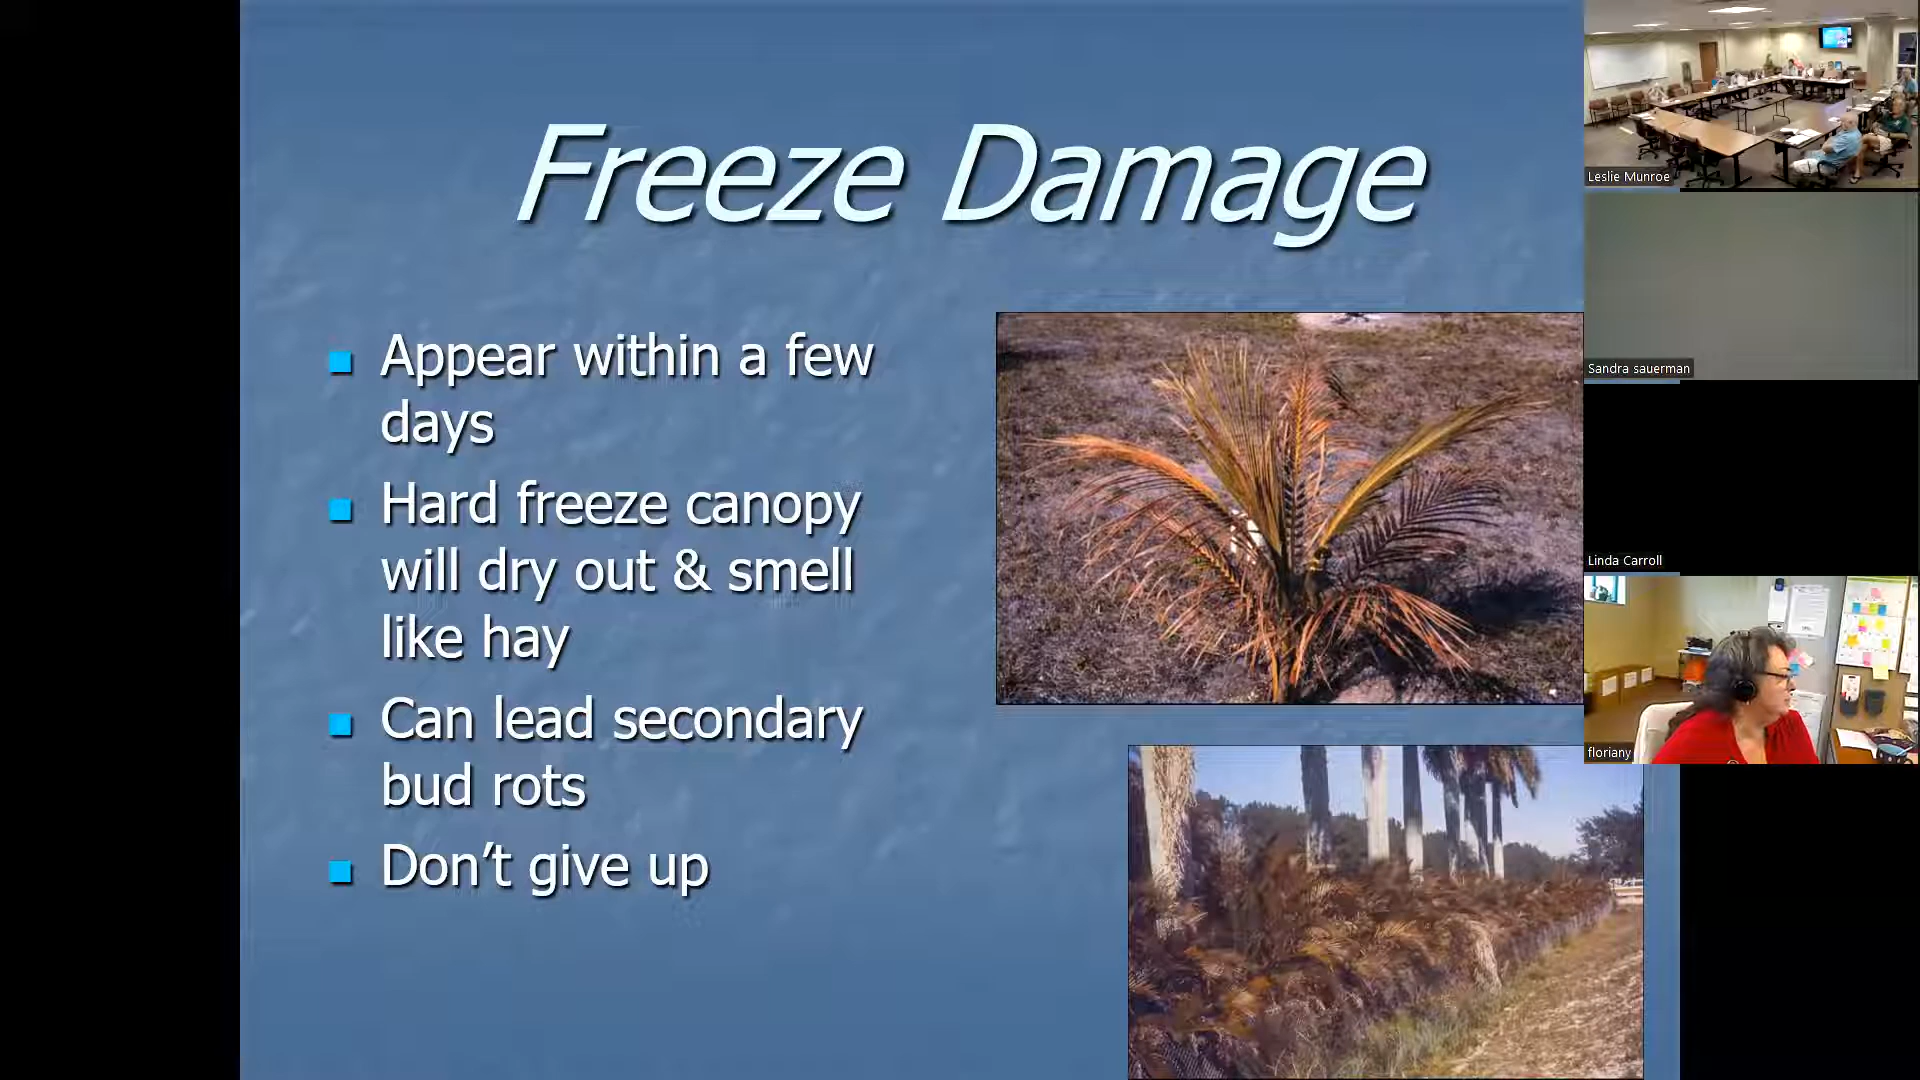 Freeze Damage
Appear within a few
days
Hard freeze canopy
will dry out & smell
like hay
Can lead secondary
bud rots
Don’t give up
Leslie Munroe
Sandra sauerman
Linda Carroll
floriany